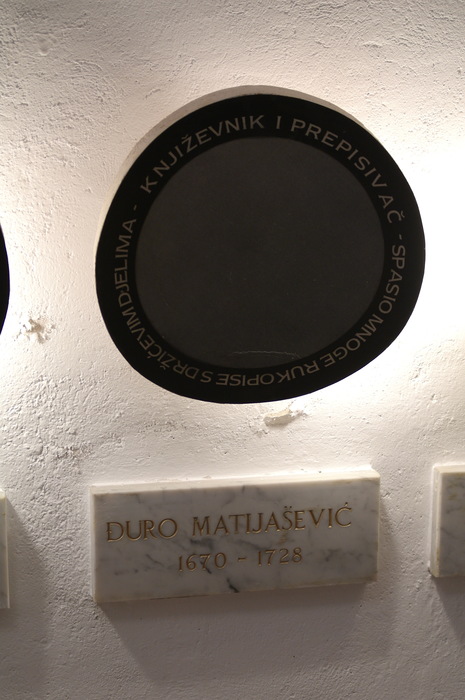 KNJIŽEVNIK I PREPISIVAČ - SPASIO MNOGE RUKOPISE S DRŽIĆEVIM DJELIMA -
ĐURO MATIJAŠEVIĆ
1670 - 1728